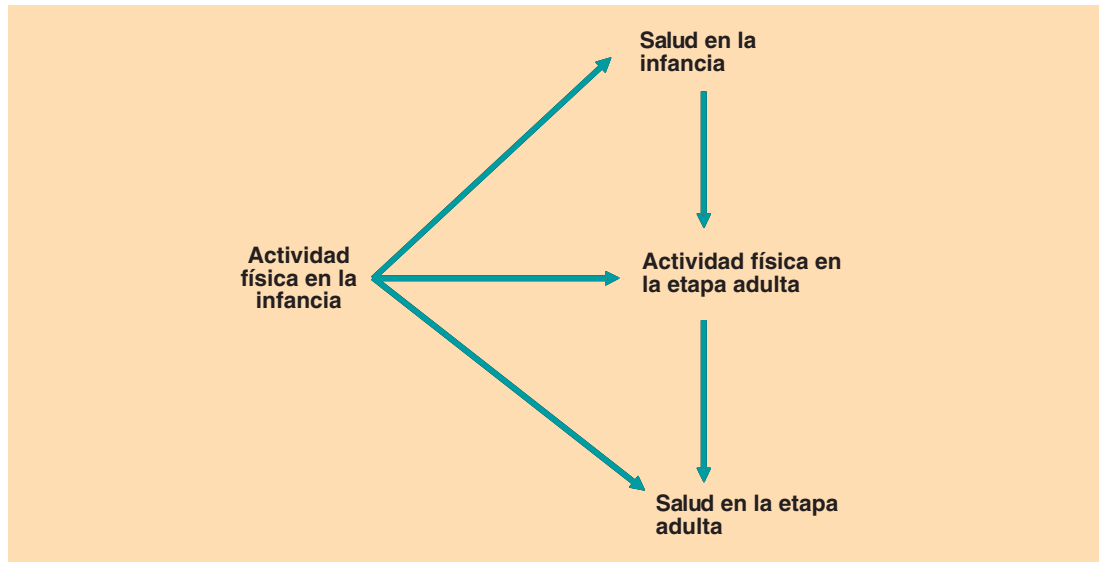 Salud en la
infancia
Actividad
física en la
infancia
Actividad física en
la etapa adulta
Salud en la etapa
adulta